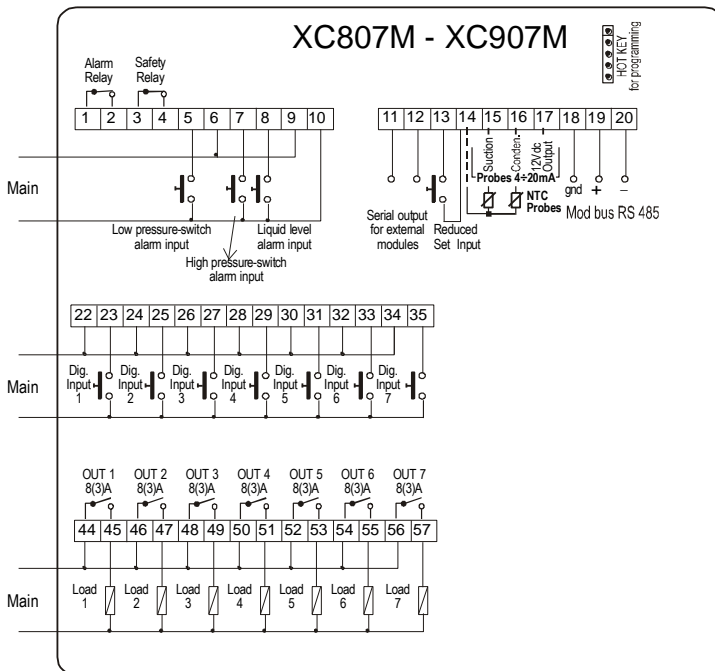 XC807M - XC907M
HOT KEY
for programming
Alarm
Relay
Safety
Relay
1 2 3 4 5 6 7 8 9 10
11 12 13 14 15 16 17 18 19 20
Suction
Conden.
12Vdc
Output
Probes 4÷20mA
NTC
Probes
gnd + −
Mod bus RS 485
Main
Low pressure-switch
alarm input
Liquid level
alarm input
High pressure-switch
alarm input
Serial output
for external
modules
Reduced
Set Input
22 23 24 25 26 27 28 29 30 31 32 33 34 35
Main
Dig.
Input
1
Dig.
Input
2
Dig.
Input
3
Dig.
Input
4
Dig.
Input
5
Dig.
Input
6
Dig.
Input
7
OUT 1
8(3)A
OUT 2
8(3)A
OUT 3
8(3)A
OUT 4
8(3)A
OUT 5
8(3)A
OUT 6
8(3)A
OUT 7
8(3)A
44 45 46 47 48 49 50 51 52 53 54 55 56 57
Main
Load
1
Load
2
Load
3
Load
4
Load
5
Load
6
Load
7